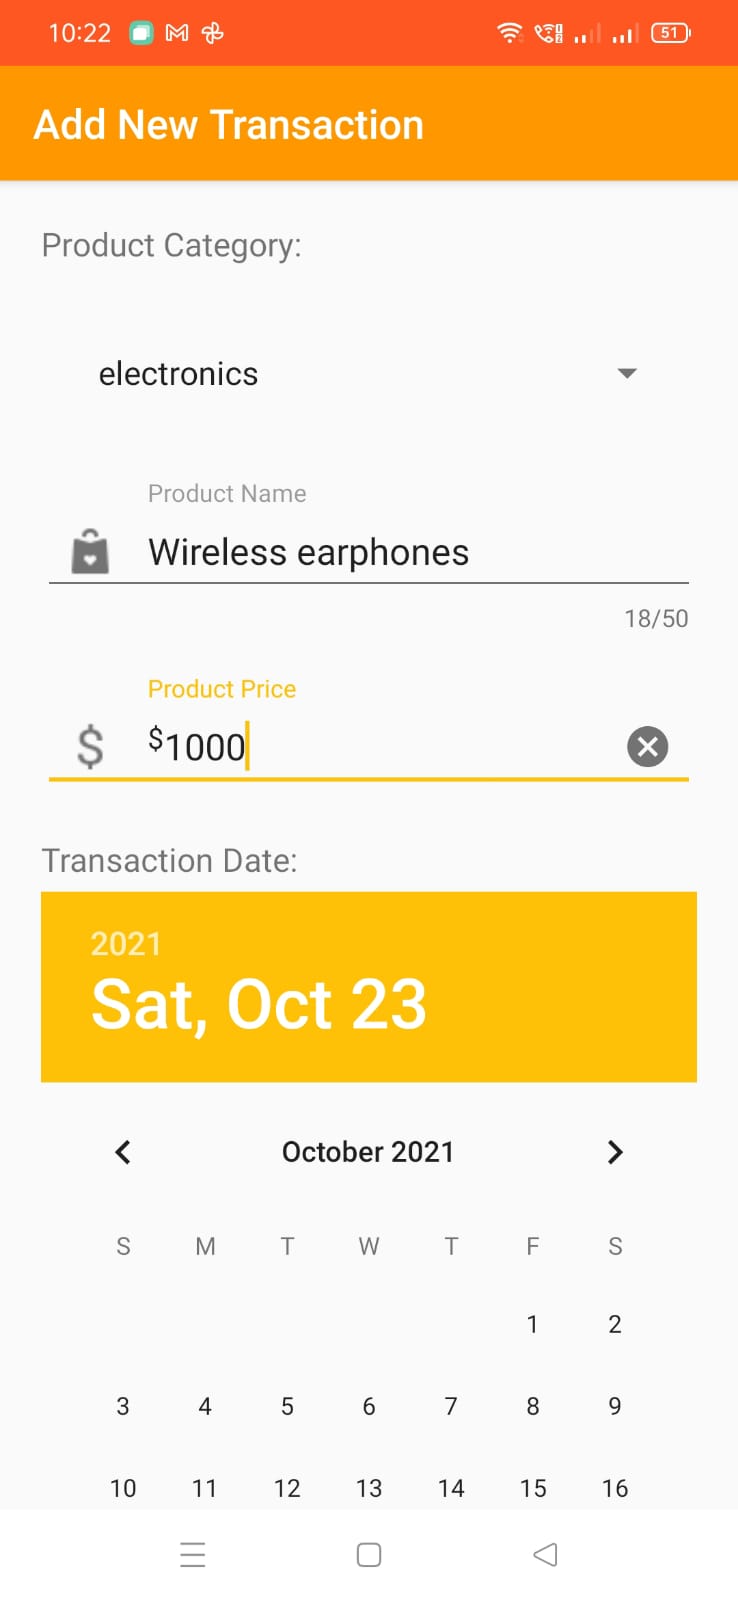 10:22 51
Add New Transaction
Product Category:
electronics
Product Name
Wireless earphones
18/50
Product Price
$ $1000
Transaction Date:
2021
Sat, Oct 23
October 2021
S M T W T F S
1 2
3 4 5 6 7 8 9
10 11 12 13 14 15 16